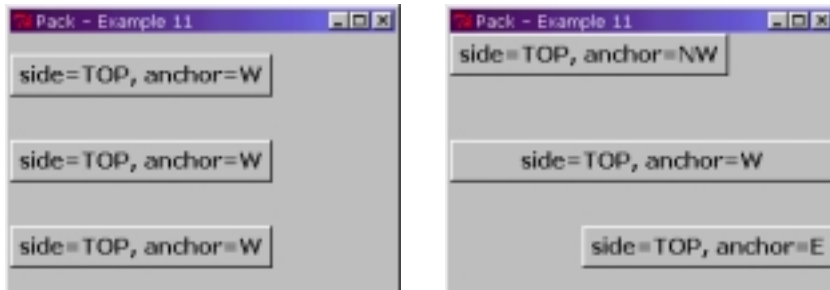 Pack - Example 11
side=TOP, anchor=W
side=TOP, anchor=W
side=TOP, anchor=W
Pack - Example 11
side=TOP, anchor=NW
side=TOP, anchor=W
side=TOP, anchor=E